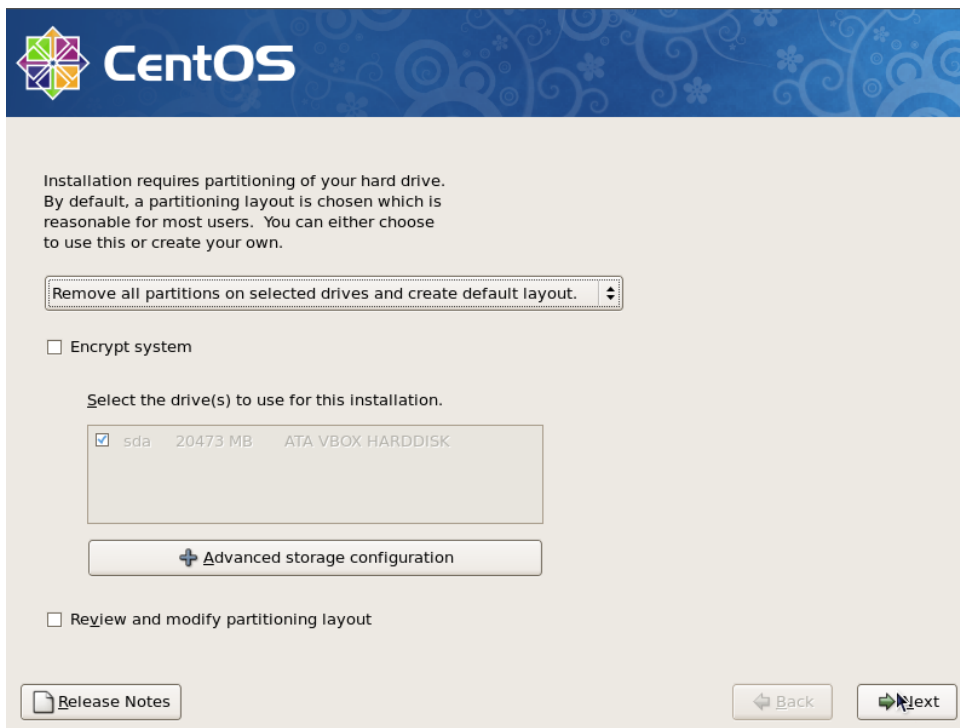 CentOS
Installation requires partitioning of your hard drive.
By default, a partitioning layout is chosen which is
reasonable for most users.  You can either choose
to use this or create your own.
Remove all partitions on selected drives and create default layout.
Encrypt system
Select the drive(s) to use for this installation.
sda 20473 MB ATA VBOX HARDDISK
Advanced storage configuration
Review and modify partitioning layout
Release Notes Back Next